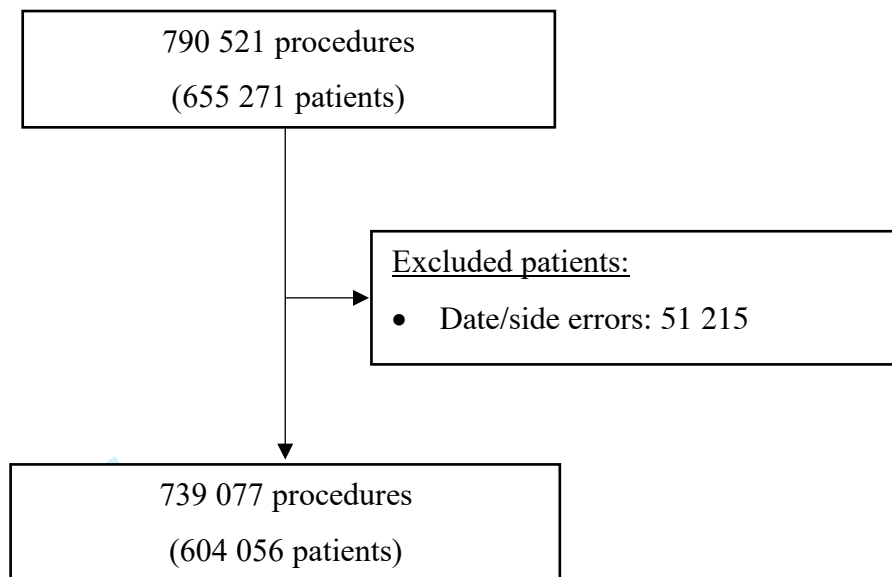 790 521 procedures
(655 271 patients)
Excluded patients:
• Date/side errors: 51 215
739 077 procedures
(604 056 patients)